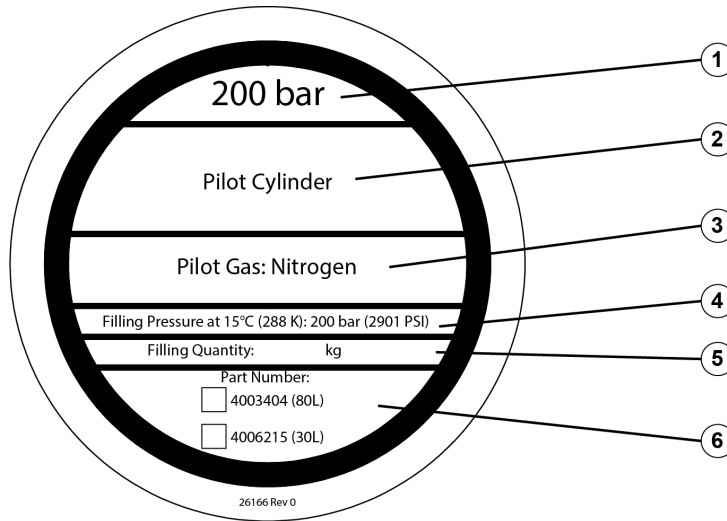 200 bar
1
Pilot Cylinder
2
Pilot Gas: Nitrogen
3
Filling Pressure at 15°C (288 K): 200 bar (2901 PSI)
4
Filling Quantity: kg
5
Part Number:
4003404 (80L)
6
4006215 (30L)
26166 Rev 0